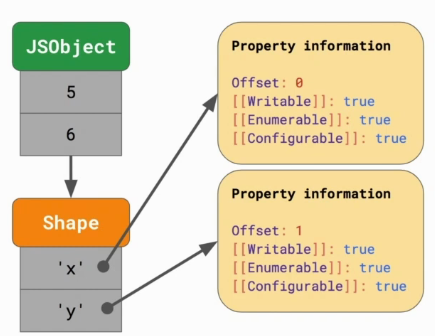 JSObject
5
6
Shape
'x'
'y'
Property information
Offset: 0
[[Writable]]: true
[[Enumerable]]: true
[[Configurable]]: true
Property information
Offset: 1
[[Writable]]: true
[[Enumerable]]: true
[[Configurable]]: true